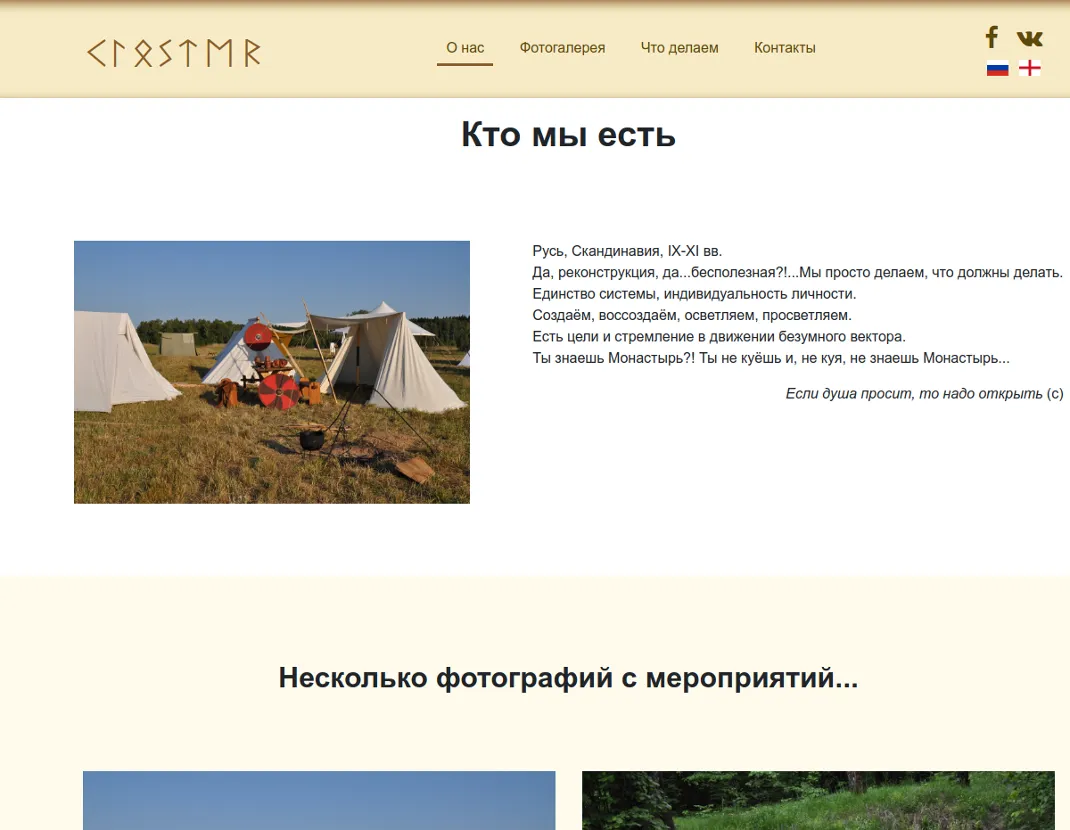 ᚲᛚᛟᛊᛏᛖᚱ
О нас
Фотогалерея
Что делаем
Контакты
Кто мы есть
Русь, Скандинавия, IX-XI вв.
Да, реконструкция, да...бесполезная?!...Мы просто делаем, что должны делать.
Единство системы, индивидуальность личности.
Создаём, воссоздаём, осветляем, просветляем.
Есть цели и стремление в движении безумного вектора.
Ты знаешь Монастырь?! Ты не куёшь и, не куя, не знаешь Монастырь...
Если душа просит, то надо открыть (с)
Несколько фотографий с мероприятий...